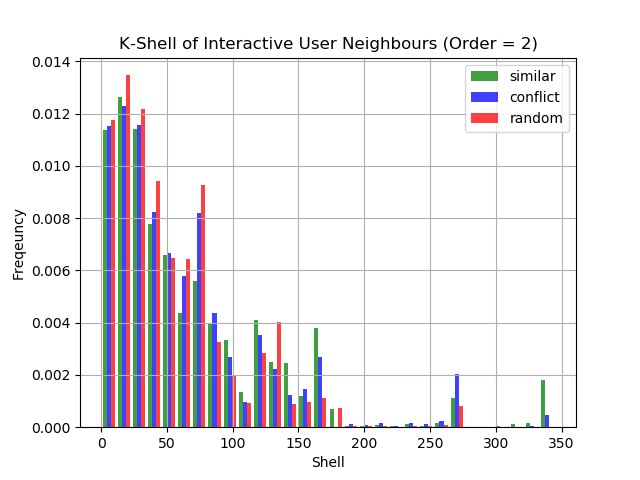 K-Shell of Interactive User Neighbours (Order = 2)
0.014
0.012
0.010
0.008
0.006
0.004
0.002
0.000
Freqeuncy
similar
conflict
random
0 50 100 150 200 250 300 350
Shell